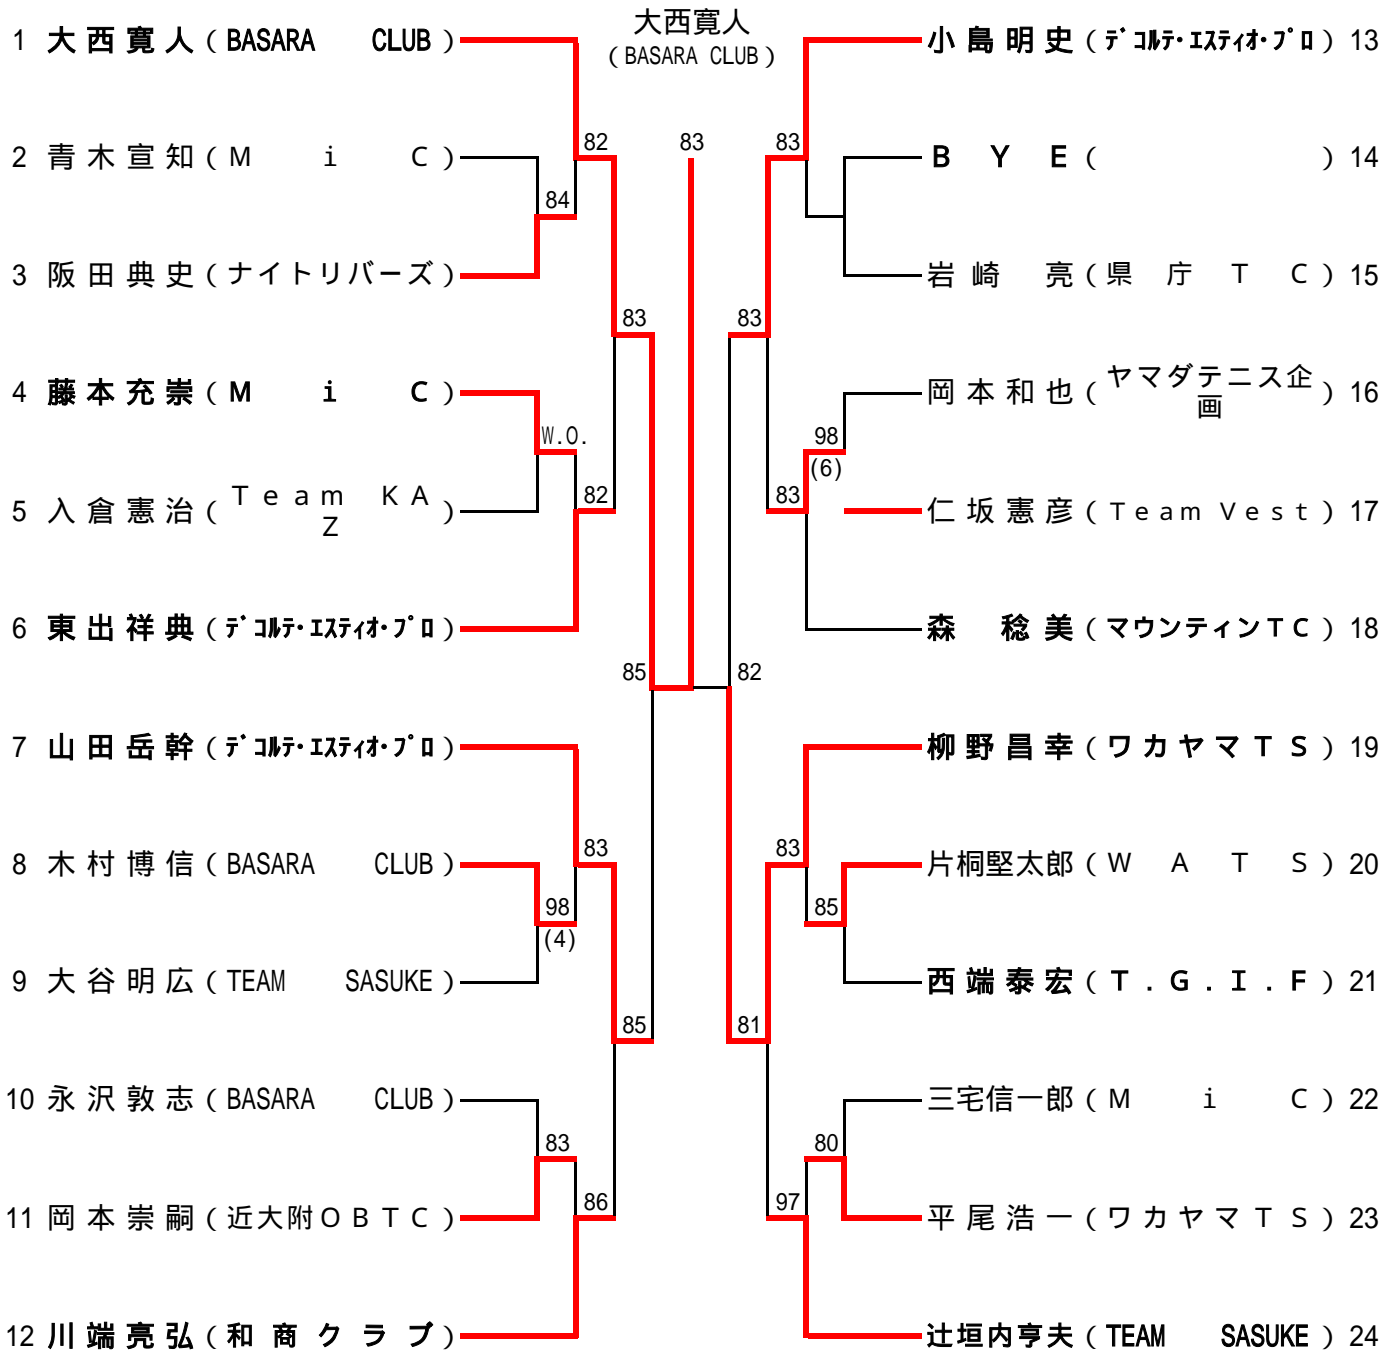 大西寛人
(BASARA CLUB)
1 大西寛人(BASARA CLUB)
2 青木宣知(MiC)
3 阪田典史(ナイトリバーズ)
4 藤本充崇(MiC)
5 入倉憲治(Team KA
Z)
6 東出祥典(デコルテ・エスティオ・プロ)
7 山田岳幹(デコルテ・エスティオ・プロ)
8 木村博信(BASARA CLUB)
9 大谷明広(TEAM SASUKE)
10 永沢敦志(BASARA CLUB)
11 岡本崇嗣(近大附OBTC)
12 川端亮弘(和商クラブ)
82
84
83
W.O.
82
85
83
98
(4)
85
83
86
83
小島明史(デコルテ・エスティオ・プロ) 13
BYE( ) 14
岩崎 亮(県庁TC) 15
岡本和也(ヤマダテニス企
画) 16
仁坂憲彦(Team Vest) 17
森 稔美(マウンティンTC) 18
柳野昌幸(ワカヤマTS) 19
片桐堅太郎(WATS) 20
西端泰宏(T.G.I.F) 21
三宅信一郎(MiC) 22
平尾浩一(ワカヤマTS) 23
辻垣内亨夫(TEAM SASUKE) 24
83
83
98
(6)
83
82
83
85
81
80
97